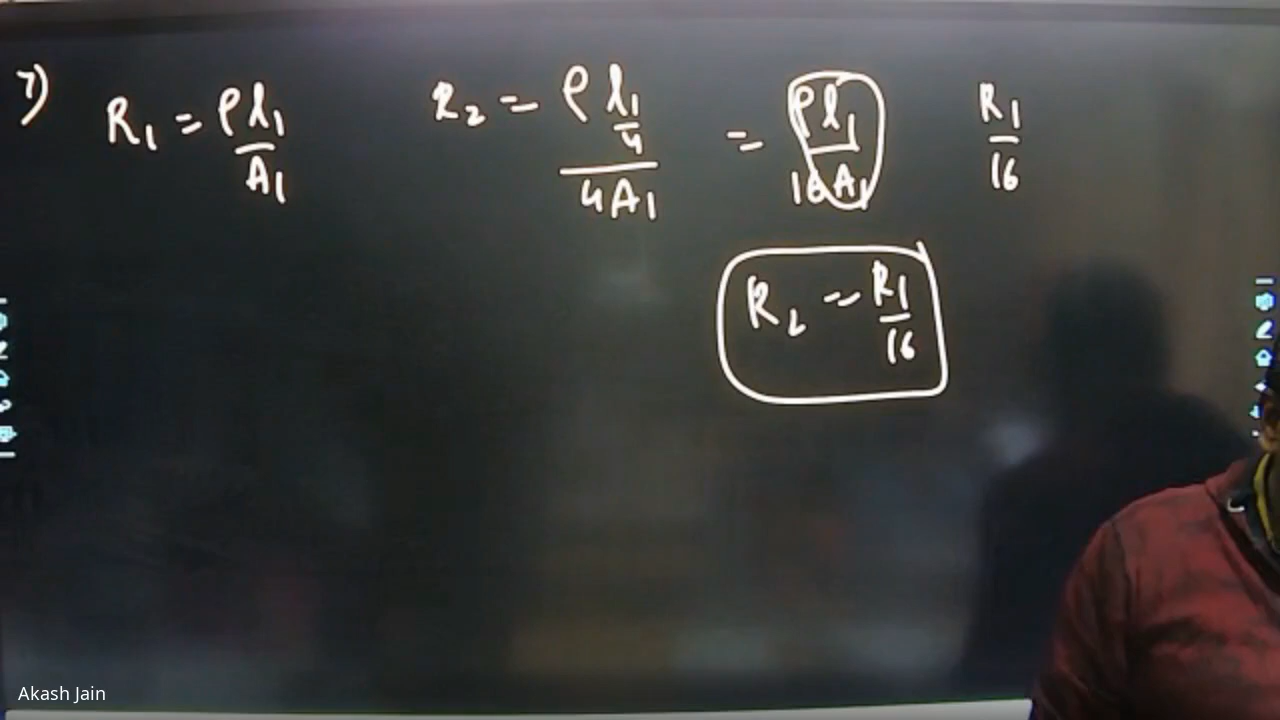 7) R₁ = ρl₁/A₁ R₂ = ρ(l₁/4)/4A₁ = ρl₁/16A₁ R₁/16
R₂ = R₁/16
Akash Jain